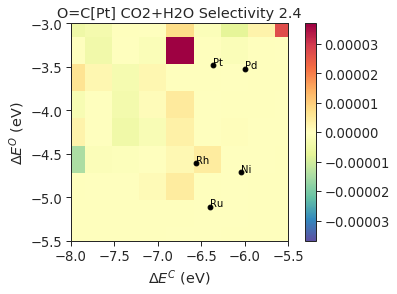 O=C[Pt] CO2+H2O Selectivity 2.4
−3.0
−3.5
−4.0
−4.5
−5.0
−5.5
ΔE^O (eV)
Pt
Pd
Rh
Ni
Ru
−8.0 −7.5 −7.0 −6.5 −6.0 −5.5
ΔE^C (eV)
0.00003
0.00002
0.00001
0.00000
−0.00001
−0.00002
−0.00003